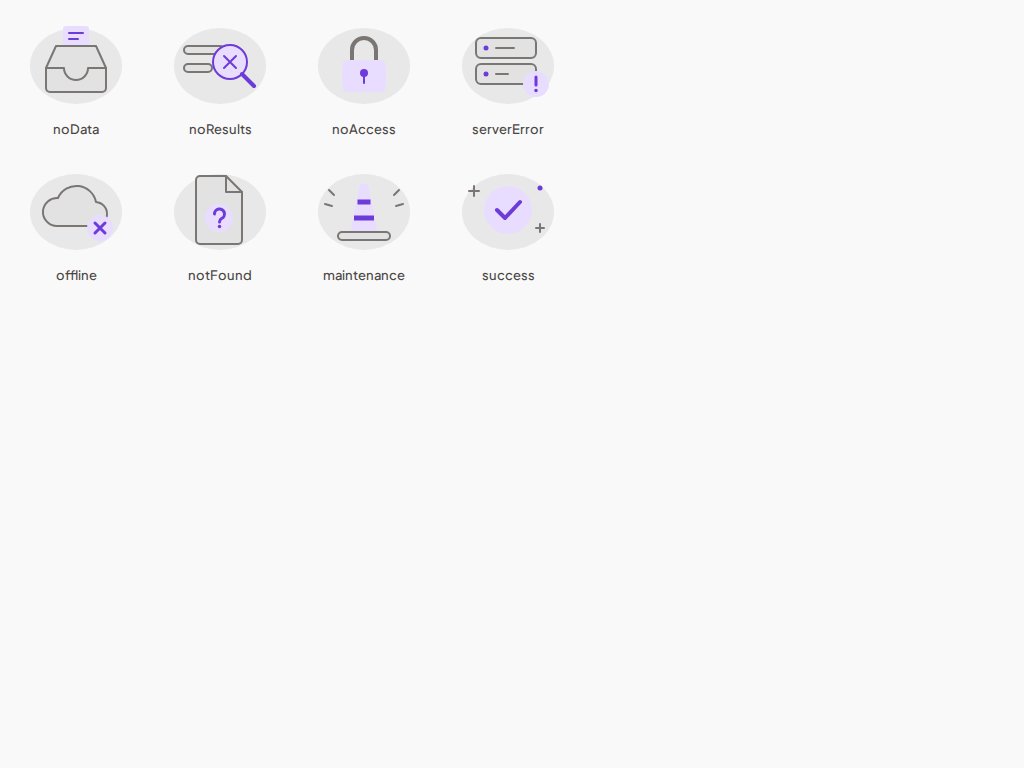 noData
noResults
noAccess
serverError
offline
notFound
maintenance
success